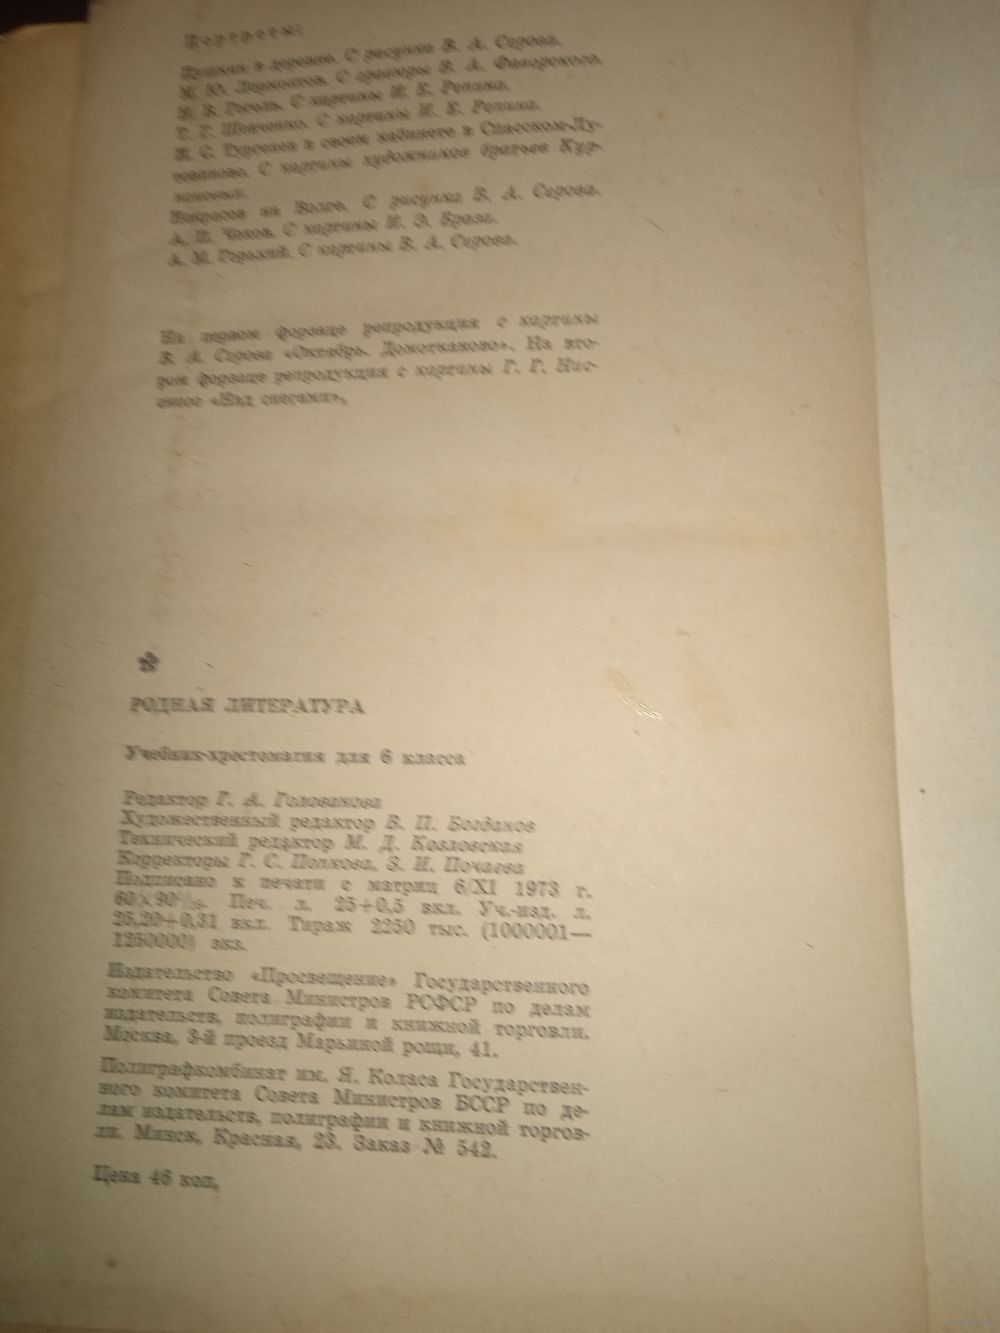 Портреты:
Пушкин в деревне. С рисунка В. А. Серова.
М. Ю. Лермонтов. С гравюры В. А. Фаворского.
Н. В. Гоголь. С картины И. Е. Репина.
Т. Г. Шевченко. С картины И. Е. Репина.
И. С. Тургенев в своем кабинете в Спасском-Лу-
товинове. С картины художников братьев
Некрасов на Волге. С рисунка В. А. Серова.
А. П. Чехов. С картины И. Э. Браза.
А. М. Горький. С картины В. А. Серова.
На первом форзаце репродукция с картины
В. А. Серова «Октябрь. Домотканово». На вто-
ром форзаце репродукция с картины Г. Г. Нис-
ского «Над снегами».
РОДНАЯ ЛИТЕРАТУРА
Учебник-хрестоматия для 6 класса
Редактор Г. А. Голованова
Художественный редактор В. П. Богданов
Технический редактор М. Д. Козловская
Корректоры Г. С. Попкова, З. И. Почаева
Подписано к печати с матриц 6/XI 1973 г.
60×90¹/₁₆. Печ. л. 25+0,5 вкл. Уч.-изд. л.
25,20+0,31 вкл. Тираж 2250 тыс. (1000001—
1250000) экз.
Издательство «Просвещение» Государственного
комитета Совета Министров РСФСР по делам
издательств, полиграфии и книжной торговли.
Москва, 3-й проезд Марьиной рощи, 41.
Полиграфкомбинат им. Я. Коласа Государствен-
ного комитета Совета Министров БССР по де-
лам издательств, полиграфии и книжной торгов-
ли. Минск, Красная, 23. Заказ № 542.
Цена 46 коп.